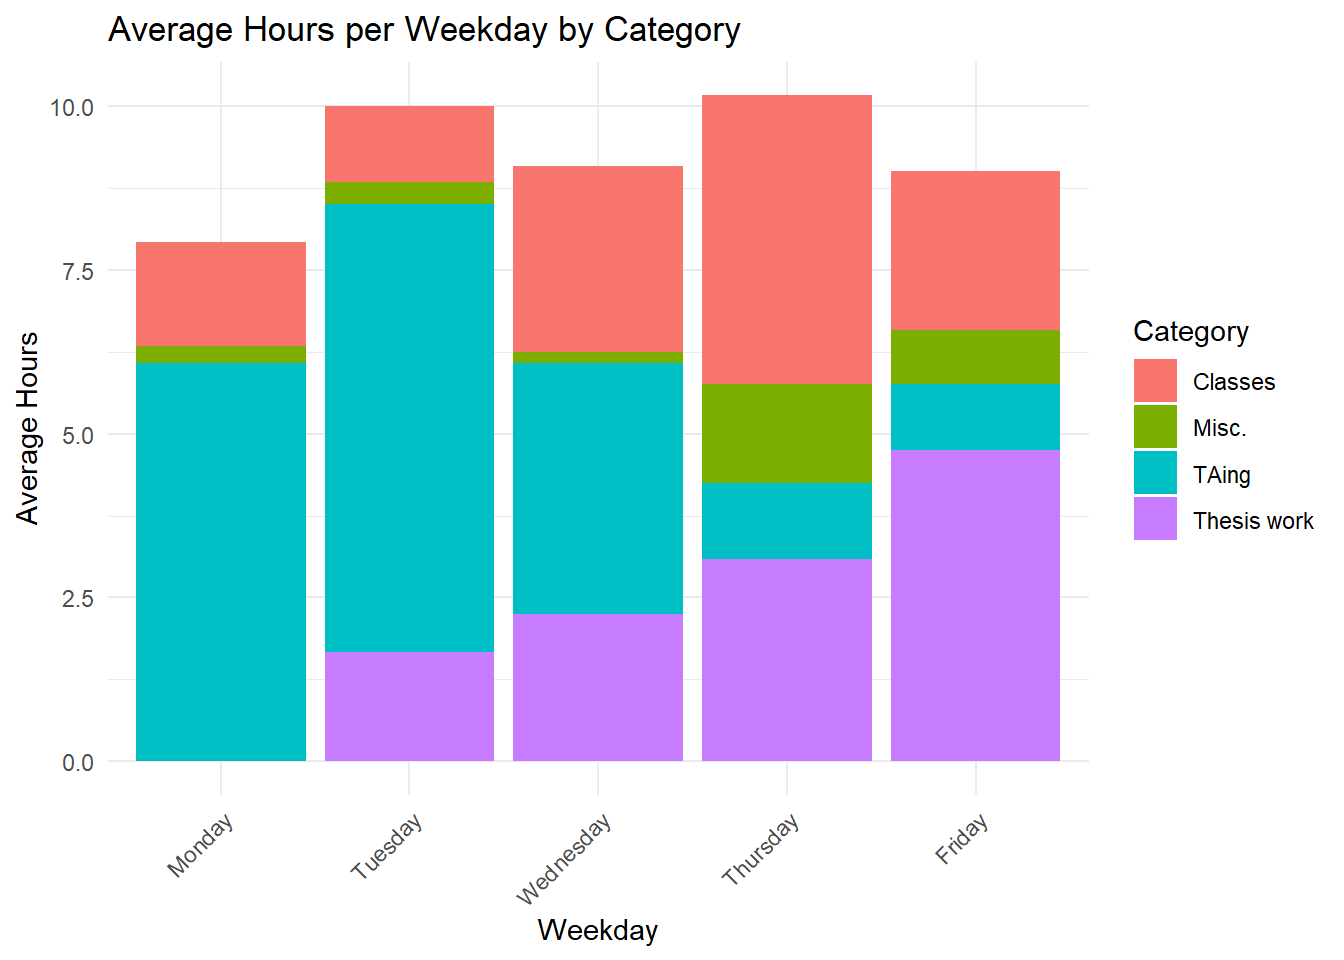 Average Hours per Weekday by Category
10.0
7.5
5.0
2.5
0.0
Average Hours
Monday
Tuesday
Wednesday
Thursday
Friday
Weekday
Category
Classes
Misc.
TAing
Thesis work